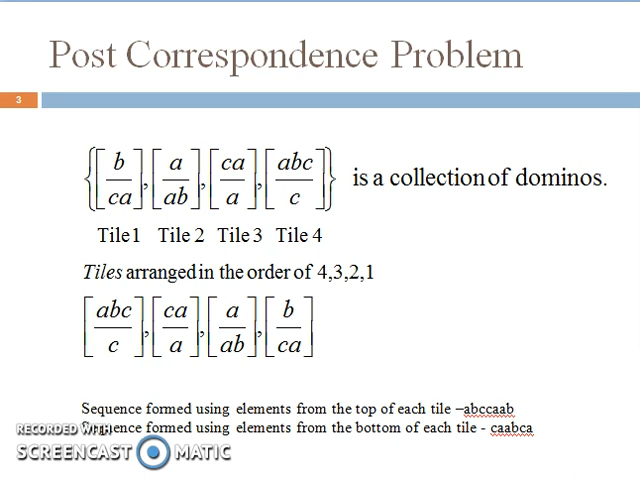 Post Correspondence Problem
3
{[b/ca], [a/ab], [ca/a], [abc/c]} is a collection of dominos.
Tile 1 Tile 2 Tile 3 Tile 4
Tiles arranged in the order of 4,3,2,1
[abc/c], [ca/a], [a/ab], [b/ca]
Sequence formed using elements from the top of each tile –abccaab
Sequence formed using elements from the bottom of each tile - caabca
RECORDED WITH
SCREENCAST MATIC